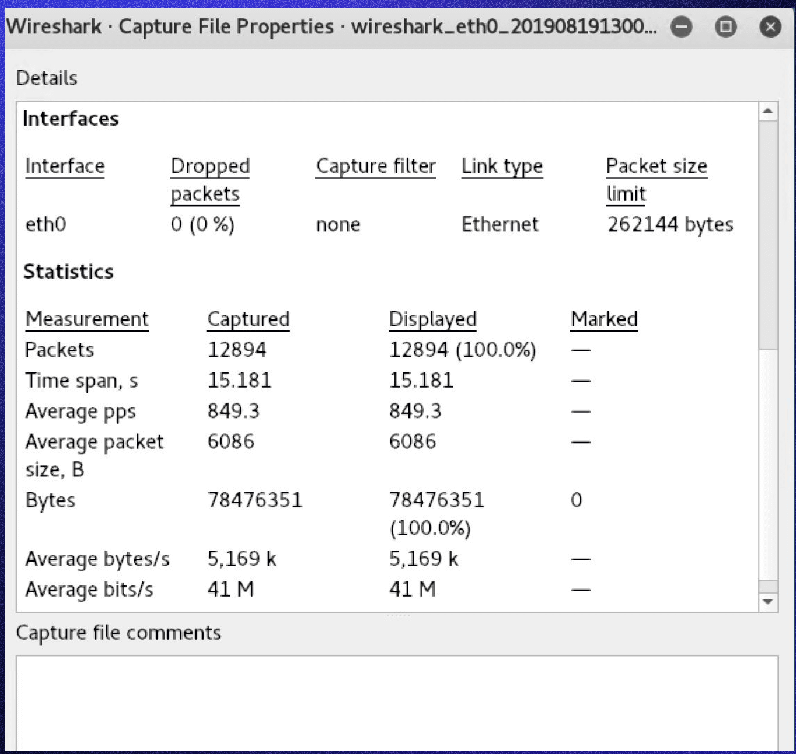 Wireshark · Capture File Properties · wireshark_eth0_201908191300...
Details
Interfaces
Interface Dropped packets Capture filter Link type Packet size limit
eth0 0 (0 %) none Ethernet 262144 bytes
Statistics
Measurement Captured Displayed Marked
Packets 12894 12894 (100.0%) —
Time span, s 15.181 15.181 —
Average pps 849.3 849.3 —
Average packet size, B 6086 6086 —
Bytes 78476351 78476351 (100.0%) 0
Average bytes/s 5,169 k 5,169 k —
Average bits/s 41 M 41 M —
Capture file comments